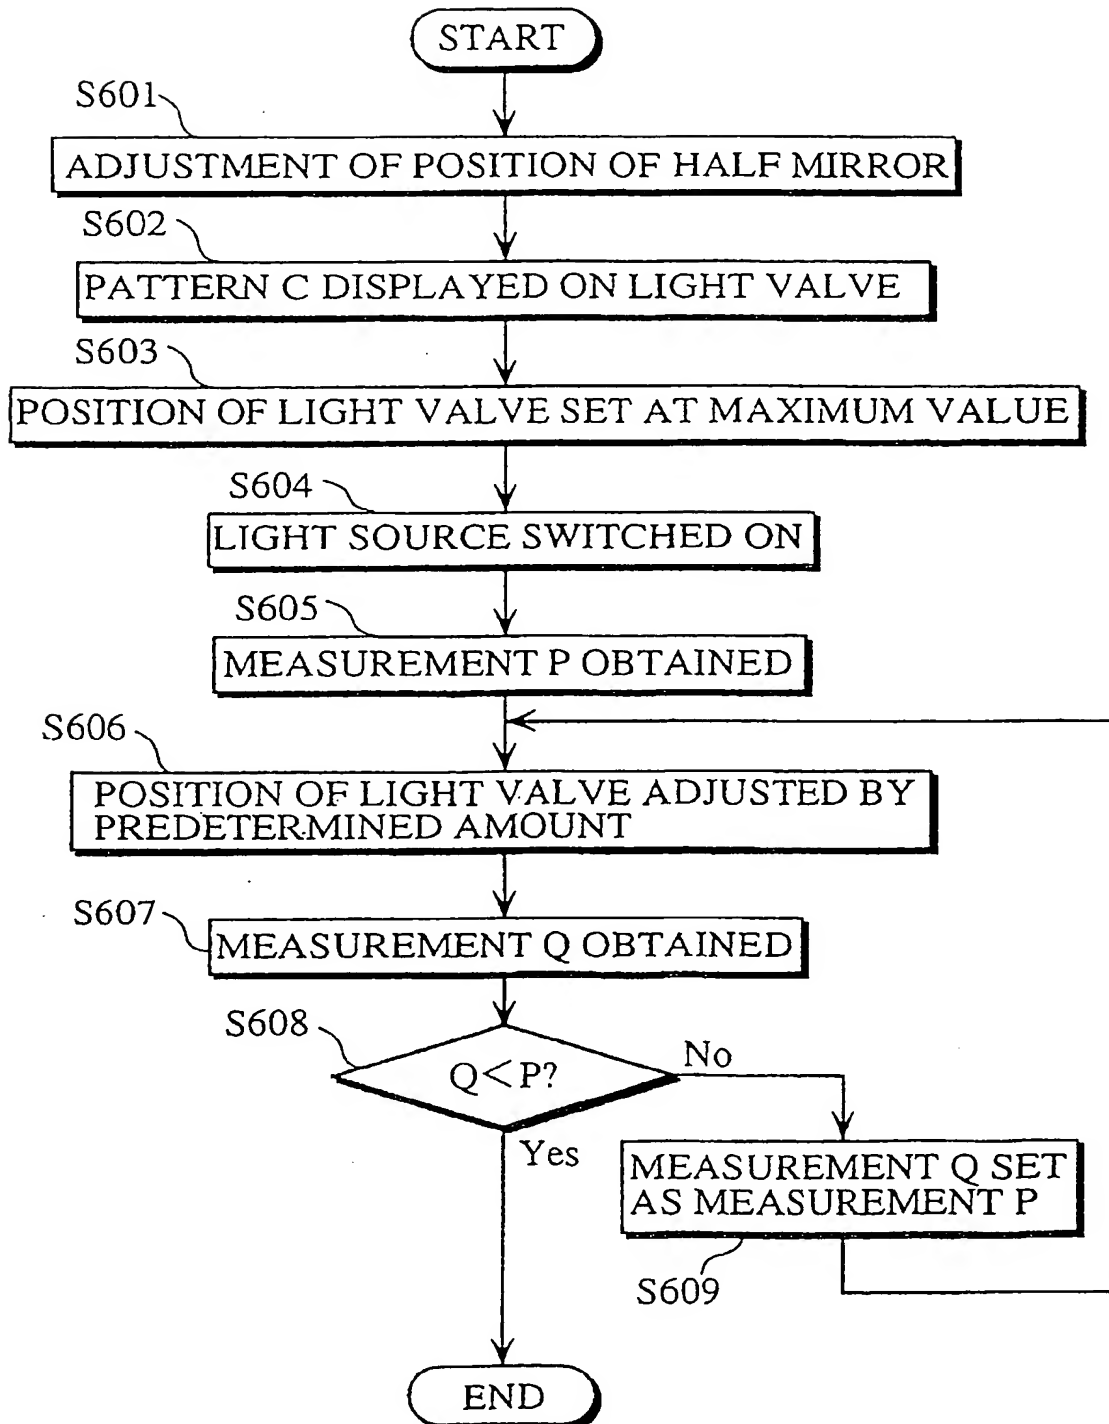 START
S601
ADJUSTMENT OF POSITION OF HALF MIRROR
S602
PATTERN C DISPLAYED ON LIGHT VALVE
S603
POSITION OF LIGHT VALVE SET AT MAXIMUM VALUE
S604
LIGHT SOURCE SWITCHED ON
S605
MEASUREMENT P OBTAINED
S606
POSITION OF LIGHT VALVE ADJUSTED BY
PREDETERMINED AMOUNT
S607
MEASUREMENT Q OBTAINED
S608
Q<P?
No
Yes
MEASUREMENT Q SET
AS MEASUREMENT P
S609
END